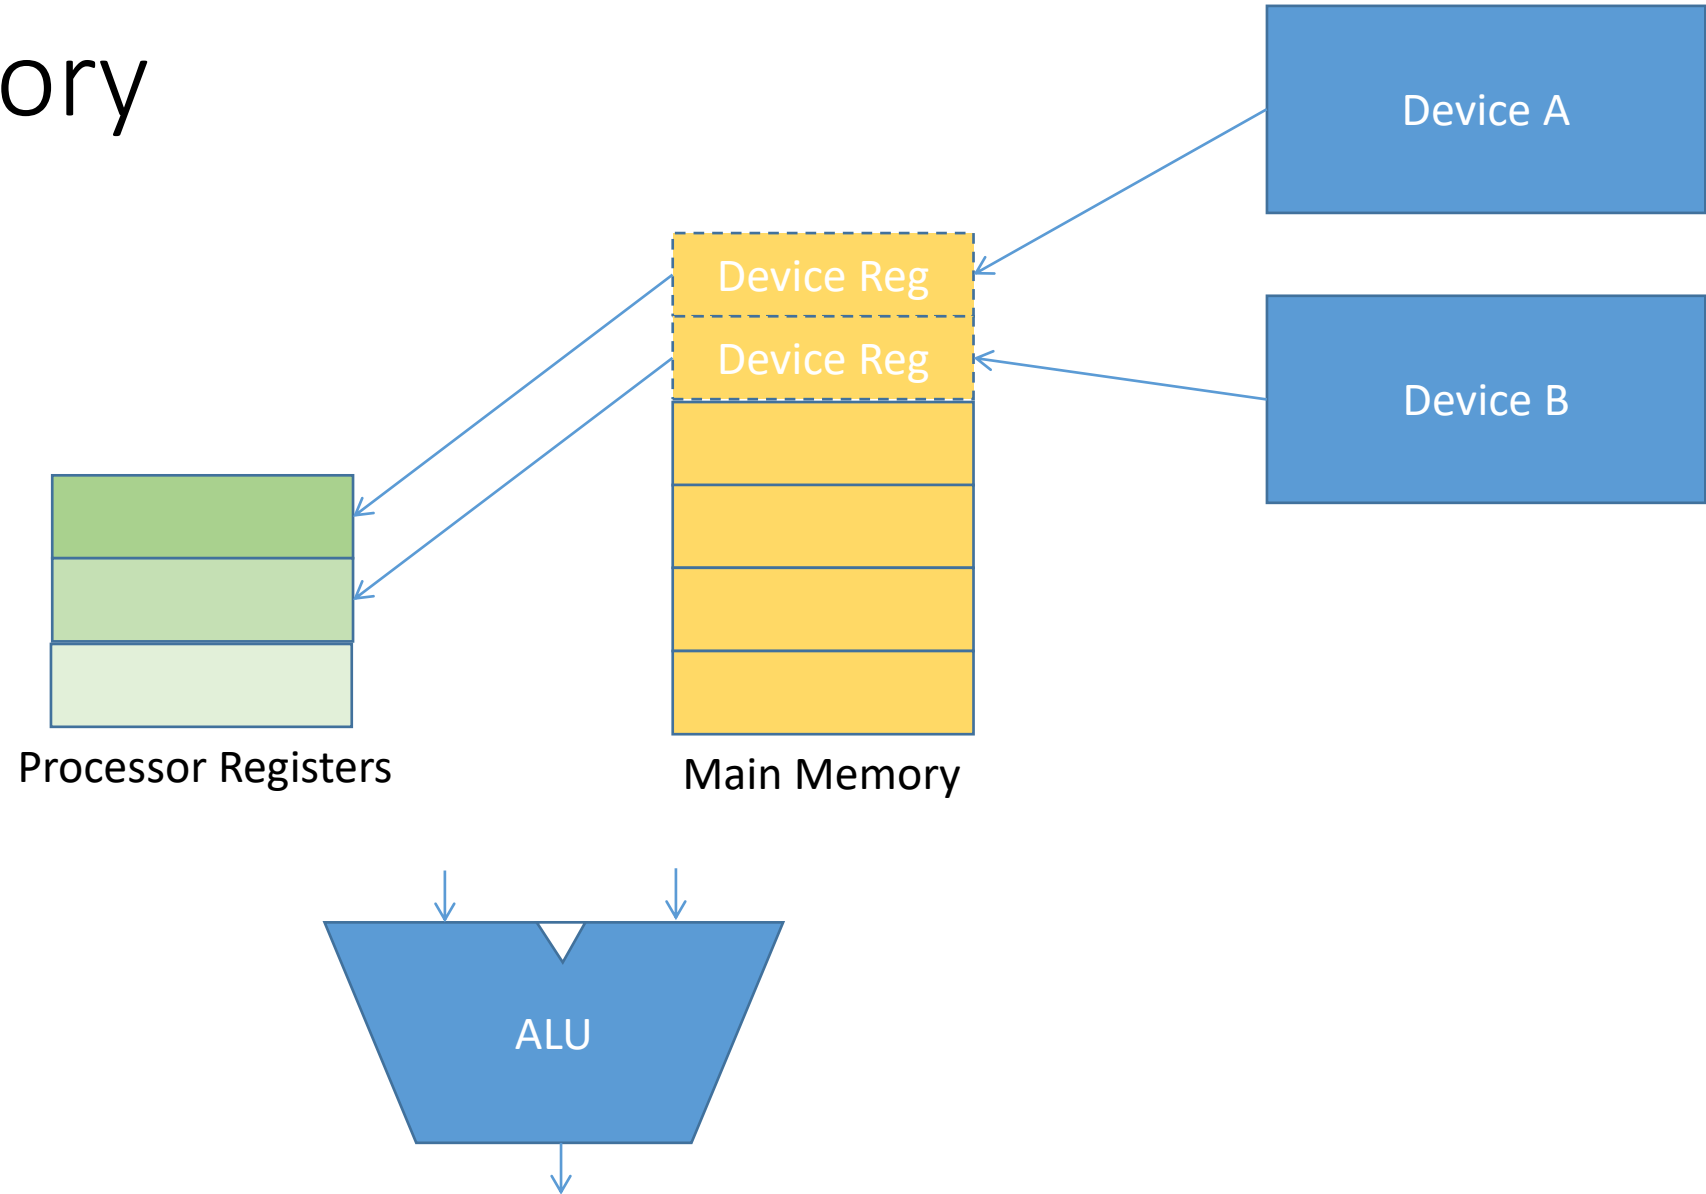 ory
Device A
Device Reg
Device Reg
Device B
Processor Registers
Main Memory
ALU